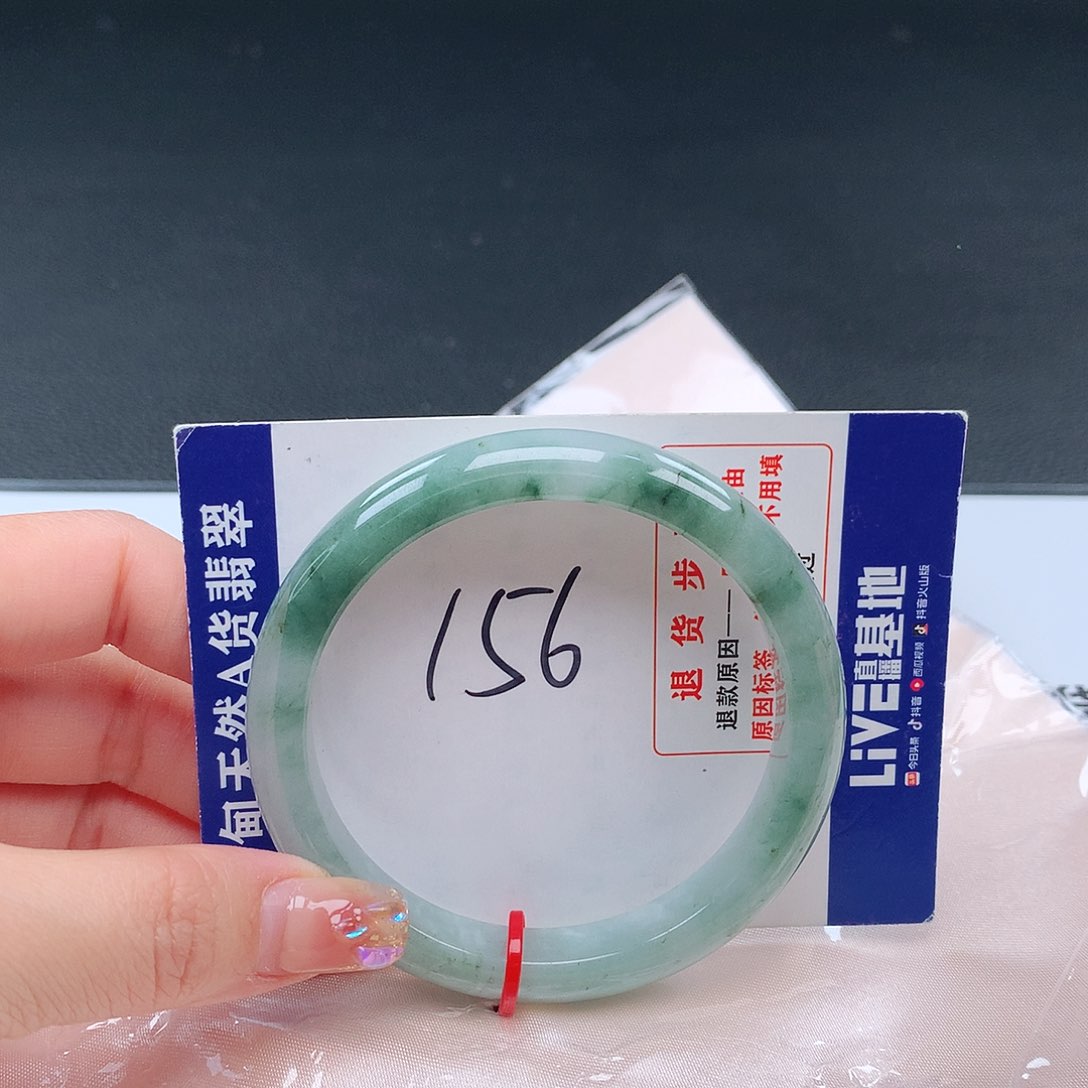 甸天然A货翡翠
156
退货步
退款原因——
原因标签
由
不用填
LiVE直播基地
今日头条 抖音 西瓜视频 抖音火山版